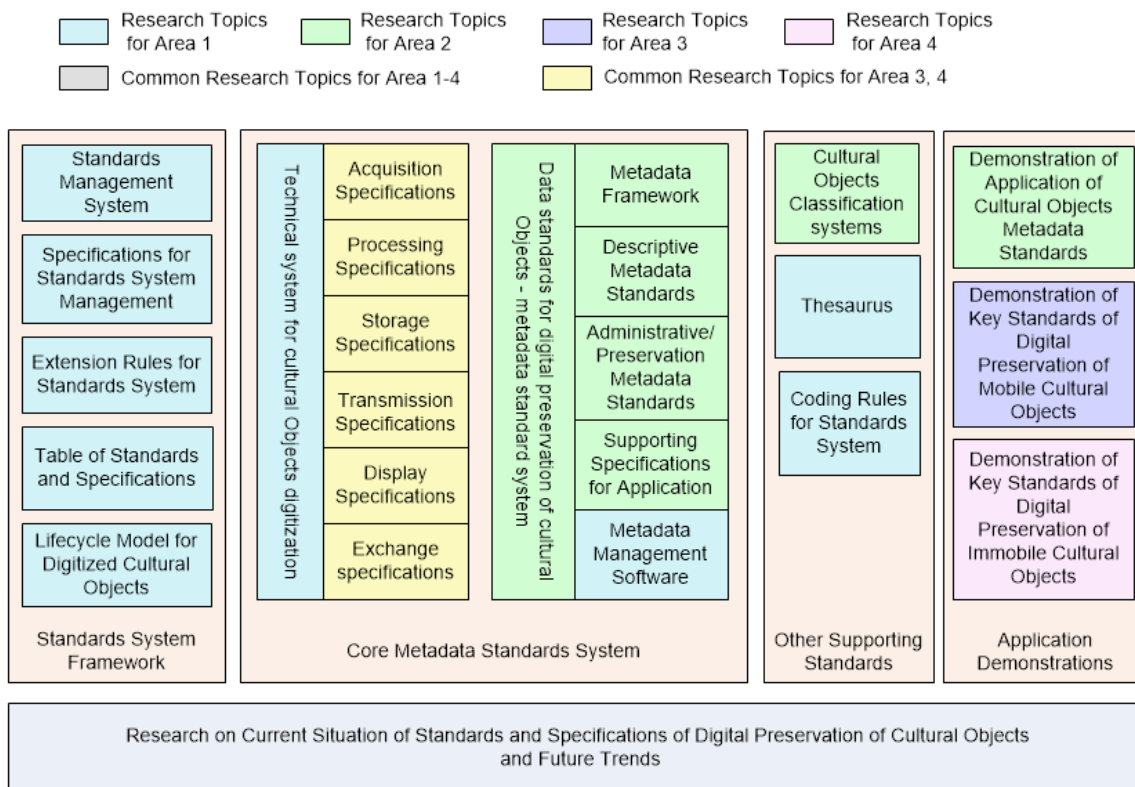 Research Topics
for Area 1
Research Topics
for Area 2
Research Topics
for Area 3
Research Topics
for Area 4
Common Research Topics for Area 1-4
Common Research Topics for Area 3, 4
Standards
Management
System
Specifications for
Standards System
Management
Extension Rules for
Standards System
Table of Standards
and Specifications
Lifecycle Model for
Digitized Cultural
Objects
Standards System
Framework
Technical system for cultural Objects digitization
Acquisition
Specifications
Processing
Specifications
Storage
Specifications
Transmission
Specifications
Display
Specifications
Exchange
specifications
Data standards for digital preservation of cultural
Objects - metadata standard system
Metadata
Framework
Descriptive
Metadata
Standards
Administrative/
Preservation
Metadata
Standards
Supporting
Specifications
for Application
Metadata
Management
Software
Core Metadata Standards System
Cultural
Objects
Classification
systems
Thesaurus
Coding Rules
for Standards
System
Other Supporting
Standards
Demonstration of
Application of
Cultural Objects
Metadata
Standards
Demonstration of
Key Standards of
Digital
Preservation of
Mobile Cultural
Objects
Demonstration of
Key Standards of
Digital
Preservation of
Immobile Cultural
Objects
Application
Demonstrations
Research on Current Situation of Standards and Specifications of Digital Preservation of Cultural Objects
and Future Trends